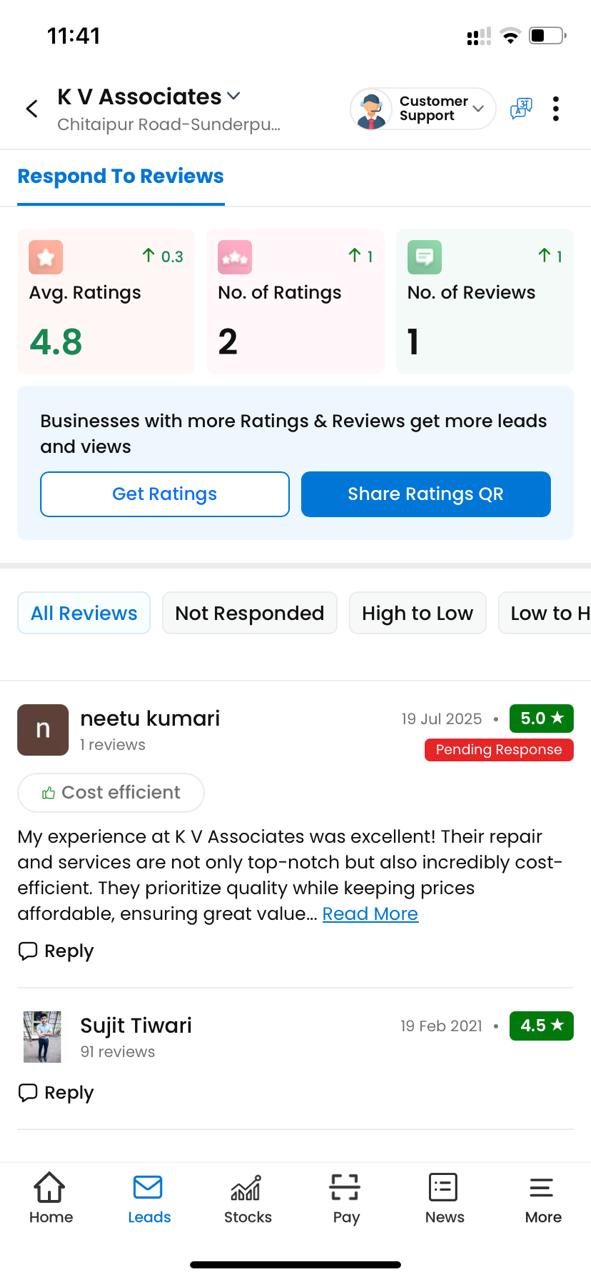 11:41
K V Associates
Chitaipur Road-Sunderpu...
Customer
Support
Respond To Reviews
0.3
Avg. Ratings
4.8
1
No. of Ratings
2
1
No. of Reviews
1
Businesses with more Ratings & Reviews get more leads
and views
Get Ratings
Share Ratings QR
All Reviews
Not Responded
High to Low
Low to H
n
neetu kumari
1 reviews
19 Jul 2025 • 5.0 ★
Pending Response
Cost efficient
My experience at K V Associates was excellent! Their repair
and services are not only top-notch but also incredibly cost-
efficient. They prioritize quality while keeping prices
affordable, ensuring great value... Read More
Reply
Sujit Tiwari
91 reviews
19 Feb 2021 • 4.5 ★
Reply
Home
Leads
Stocks
Pay
News
More